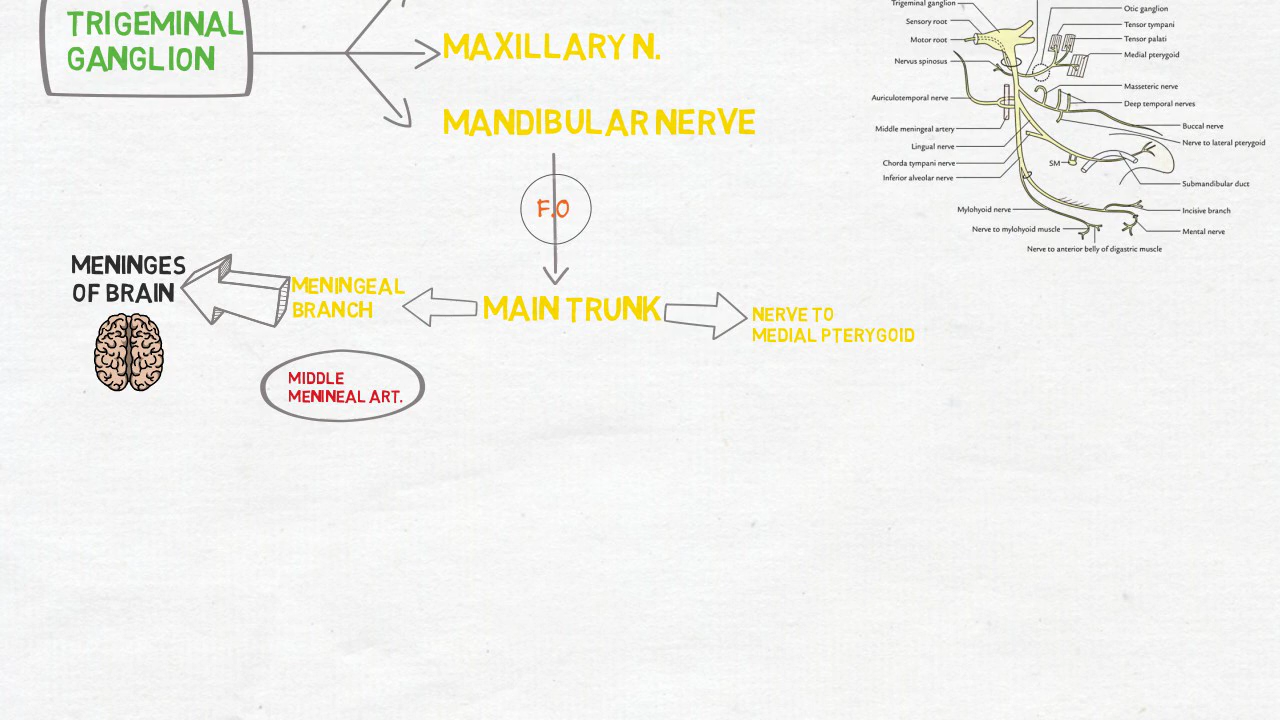 TRIGEMINAL
GANGLION
MAXILLARY N.
MANDIBULAR NERVE
F.O
MENINGES
OF BRAIN
MENINGEAL
BRANCH
MAIN TRUNK
NERVE TO
MEDIAL PTERYGOID
MIDDLE
MENINEAL ART.
Trigeminal ganglion
Sensory root
Motor root
Nervus spinosus
Auriculotemporal nerve
Middle meningeal artery
Lingual nerve
Chorda tympani nerve
Inferior alveolar nerve
Mylohyoid nerve
Nerve to mylohyoid muscle
Nerve to anterior belly of digastric muscle
SM
Otic ganglion
Tensor tympani
Tensor palati
Medial pterygoid
Masseteric nerve
Deep temporal nerves
Buccal nerve
Nerve to lateral pterygoid
Submandibular duct
Incisive branch
Mental nerve